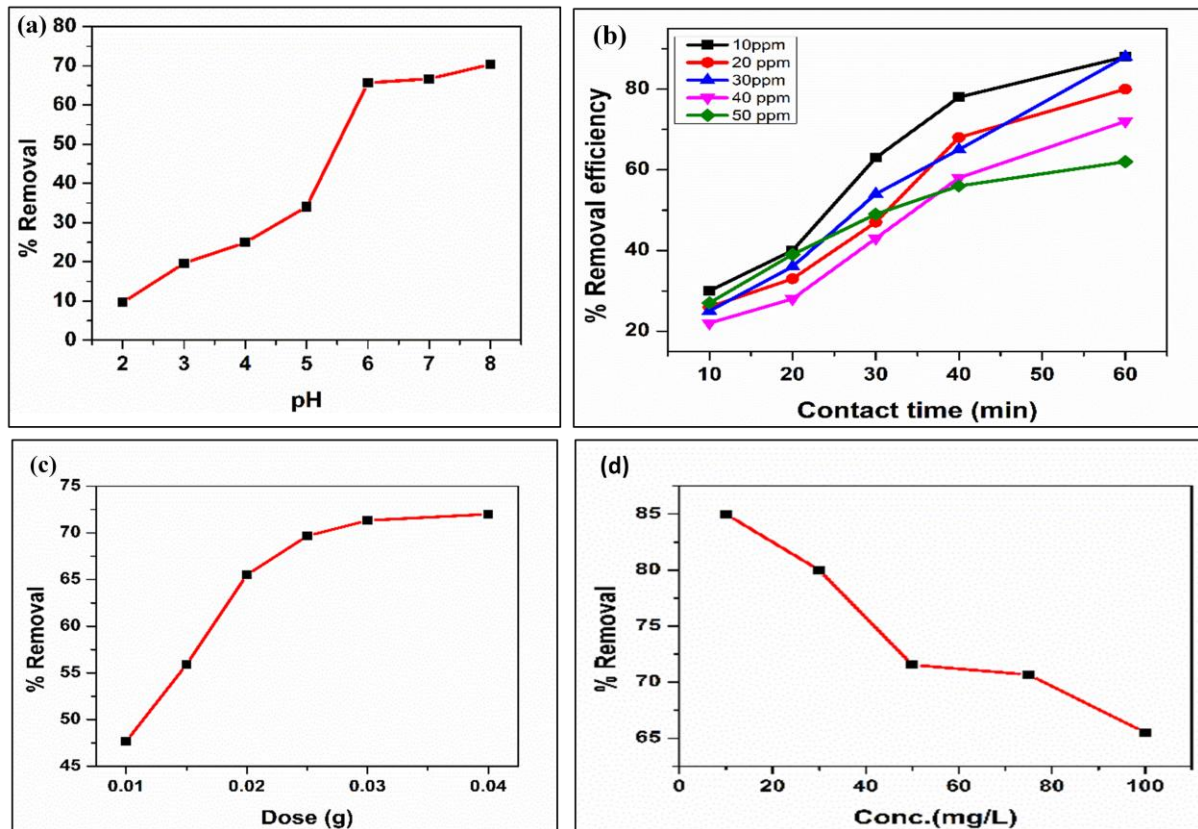 (a)
80
70
60
50
40
30
20
10
0
% Removal
2 3 4 5 6 7 8
pH
(b)
10ppm
20 ppm
30ppm
40 ppm
50 ppm
80
60
40
20
% Removal efficiency
10 20 30 40 50 60
Contact time (min)
(c)
75
70
65
60
55
50
45
% Removal
0.01 0.02 0.03 0.04
Dose (g)
(d)
85
80
75
70
65
% Removal
0 20 40 60 80 100
Conc.(mg/L)